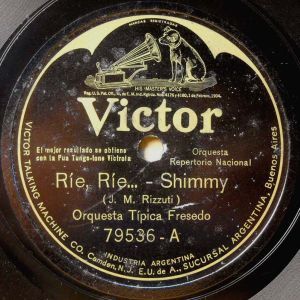 MARCAS REGISTRADAS
HIS MASTER'S VOICE
Victor
El mejor resultado se obtiene
con la Pua Tungs-tone Victrola
Orquesta
Repertorio Nacional
Ríe, Ríe... - Shimmy
(J. M. Rizzuti)
Orquesta Típica Fresedo
79536-A
INDUSTRIA ARGENTINA
VICTOR TALKING MACHINE CO. Camden, N.J. E.U. de A., SUCURSAL ARGENTINA, Buenos Aires